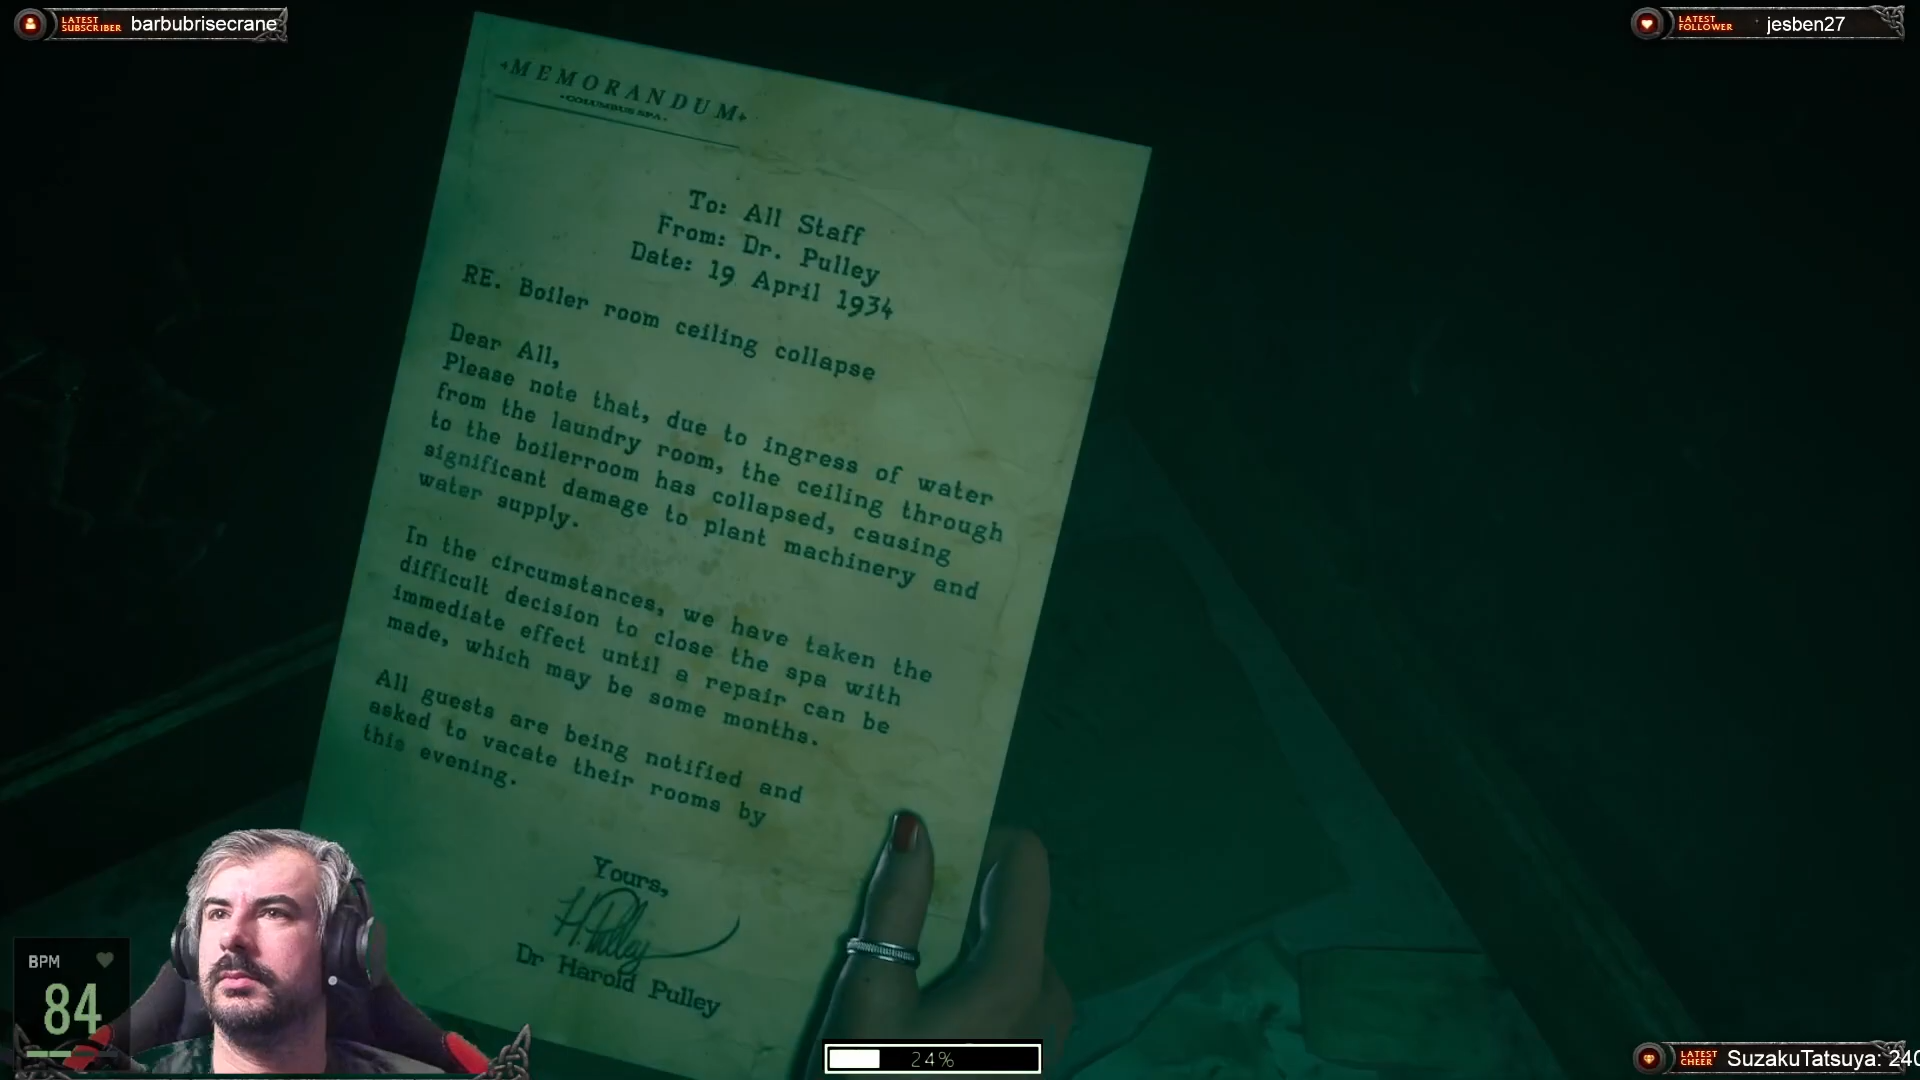 LATEST SUBSCRIBER barbubrisecrane
LATEST FOLLOWER jesben27
MEMORANDUM
COLUMBUS SPA
To: All Staff
From: Dr. Pulley
Date: 19 April 1934
RE. Boiler room ceiling collapse
Dear All,
Please note that, due to ingress of water
from the laundry room, the ceiling through
to the boilerroom has collapsed, causing
significant damage to plant machinery and
water supply.
In the circumstances, we have taken the
difficult decision to close the spa with
immediate effect until a repair can be
made, which may be some months.
All guests are being notified and
asked to vacate their rooms by
this evening.
Yours,
H.Pulley
Dr Harold Pulley
BPM
84
24%
LATEST CHEER SuzakuTatsuya: 240